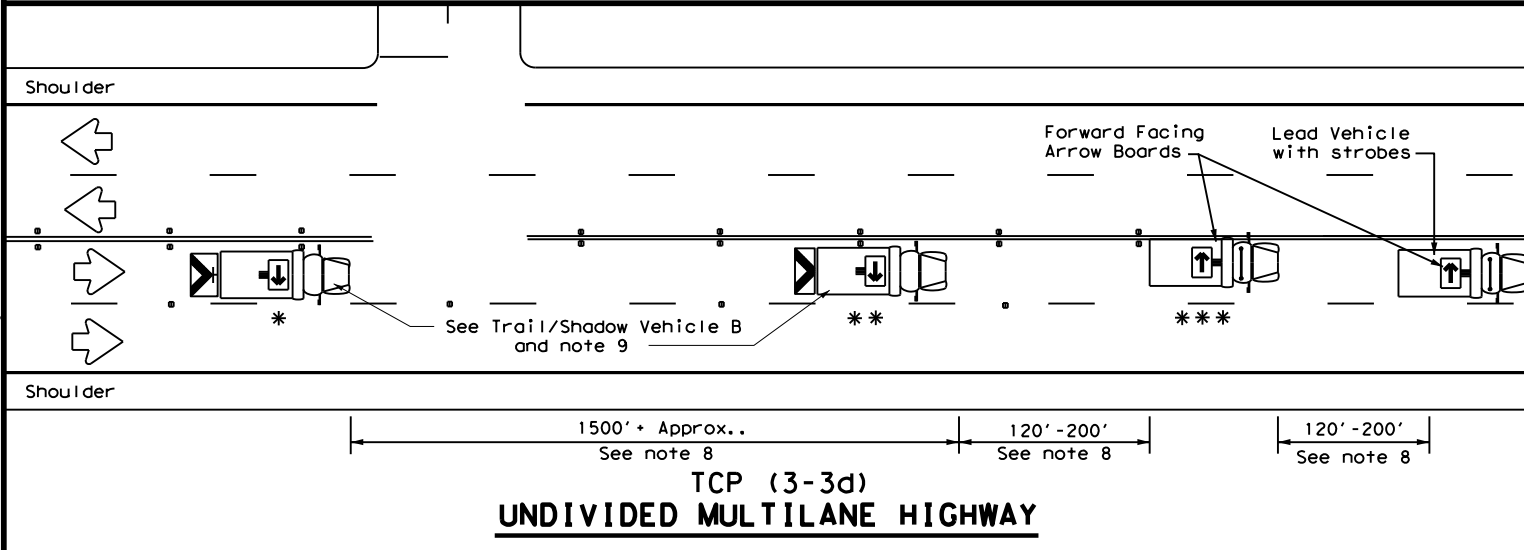 Shoulder
Forward Facing
Arrow Boards
Lead Vehicle
with strobes
*
* *
* * *
See Trail/Shadow Vehicle B
and note 9
Shoulder
1500'+ Approx..
See note 8
120'-200'
See note 8
120'-200'
See note 8
TCP (3-3d)
UNDIVIDED MULTILANE HIGHWAY